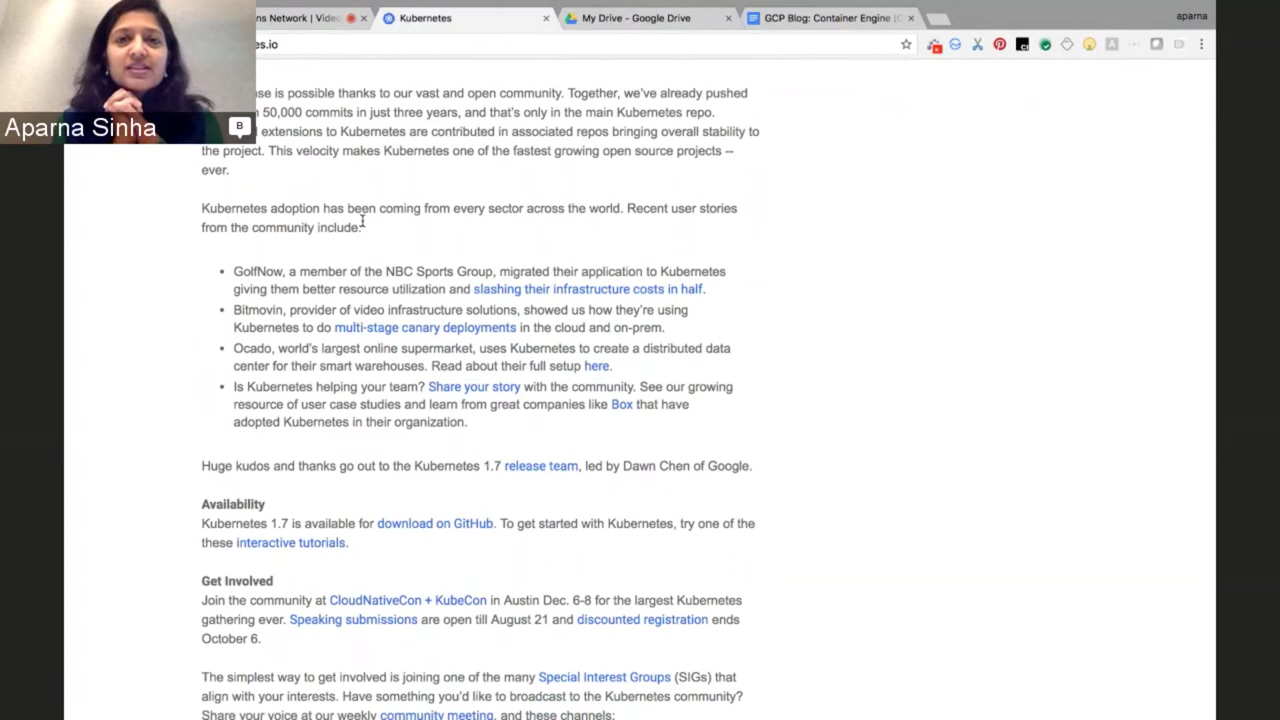 ns Network | Video
Kubernetes
My Drive - Google Drive
GCP Blog: Container Engine (
aparna
es.io
Aparna Sinha
B
se is possible thanks to our vast and open community. Together, we've already pushed
50,000 commits in just three years, and that's only in the main Kubernetes repo.
extensions to Kubernetes are contributed in associated repos bringing overall stability to
the project. This velocity makes Kubernetes one of the fastest growing open source projects --
ever.
Kubernetes adoption has been coming from every sector across the world. Recent user stories
from the community include:
• GolfNow, a member of the NBC Sports Group, migrated their application to Kubernetes
giving them better resource utilization and slashing their infrastructure costs in half.
• Bitmovin, provider of video infrastructure solutions, showed us how they're using
Kubernetes to do multi-stage canary deployments in the cloud and on-prem.
• Ocado, world's largest online supermarket, uses Kubernetes to create a distributed data
center for their smart warehouses. Read about their full setup here.
• Is Kubernetes helping your team? Share your story with the community. See our growing
resource of user case studies and learn from great companies like Box that have
adopted Kubernetes in their organization.
Huge kudos and thanks go out to the Kubernetes 1.7 release team, led by Dawn Chen of Google.
Availability
Kubernetes 1.7 is available for download on GitHub. To get started with Kubernetes, try one of the
these interactive tutorials.
Get Involved
Join the community at CloudNativeCon + KubeCon in Austin Dec. 6-8 for the largest Kubernetes
gathering ever. Speaking submissions are open till August 21 and discounted registration ends
October 6.
The simplest way to get involved is joining one of the many Special Interest Groups (SIGs) that
align with your interests. Have something you'd like to broadcast to the Kubernetes community?
Share your voice at our weekly community meeting, and these channels: